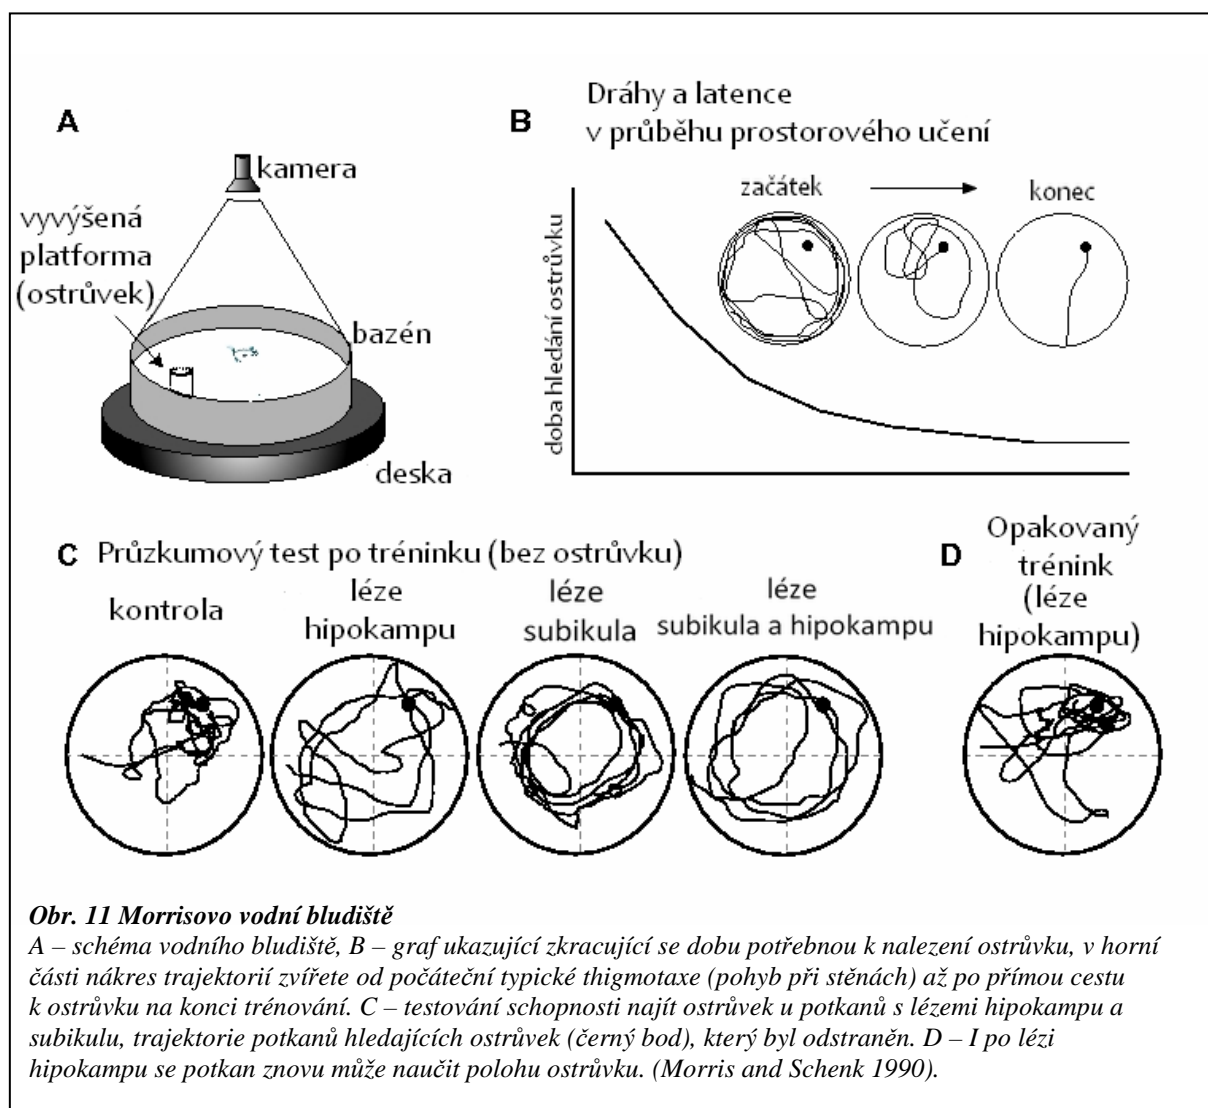 A
kamera
vyvýšená
platforma
(ostrůvek)
bazén
deska
B
Dráhy a latence
v průběhu prostorového učení
začátek
konec
doba hledání ostrůvku
C Průzkumový test po tréninku (bez ostrůvku)
kontrola
léze
hipokampu
léze
subikula
léze
subikula a hipokampu
D
Opakovaný
trénink
(léze
hipokampu)
Obr. 11 Morrisovo vodní bludiště
A – schéma vodního bludiště, B – graf ukazující zkracující se dobu potřebnou k nalezení ostrůvku, v horní
části nákres trajektorií zvířete od počáteční typické thigmotaxe (pohyb při stěnách) až po přímou cestu
k ostrůvku na konci trénování. C – testování schopnosti najít ostrůvek u potkanů s lézemi hipokampu a
subikulu, trajektorie potkanů hledajících ostrůvek (černý bod), který byl odstraněn. D – I po lézi
hipokampu se potkan znovu může naučit polohu ostrůvku. (Morris and Schenk 1990).